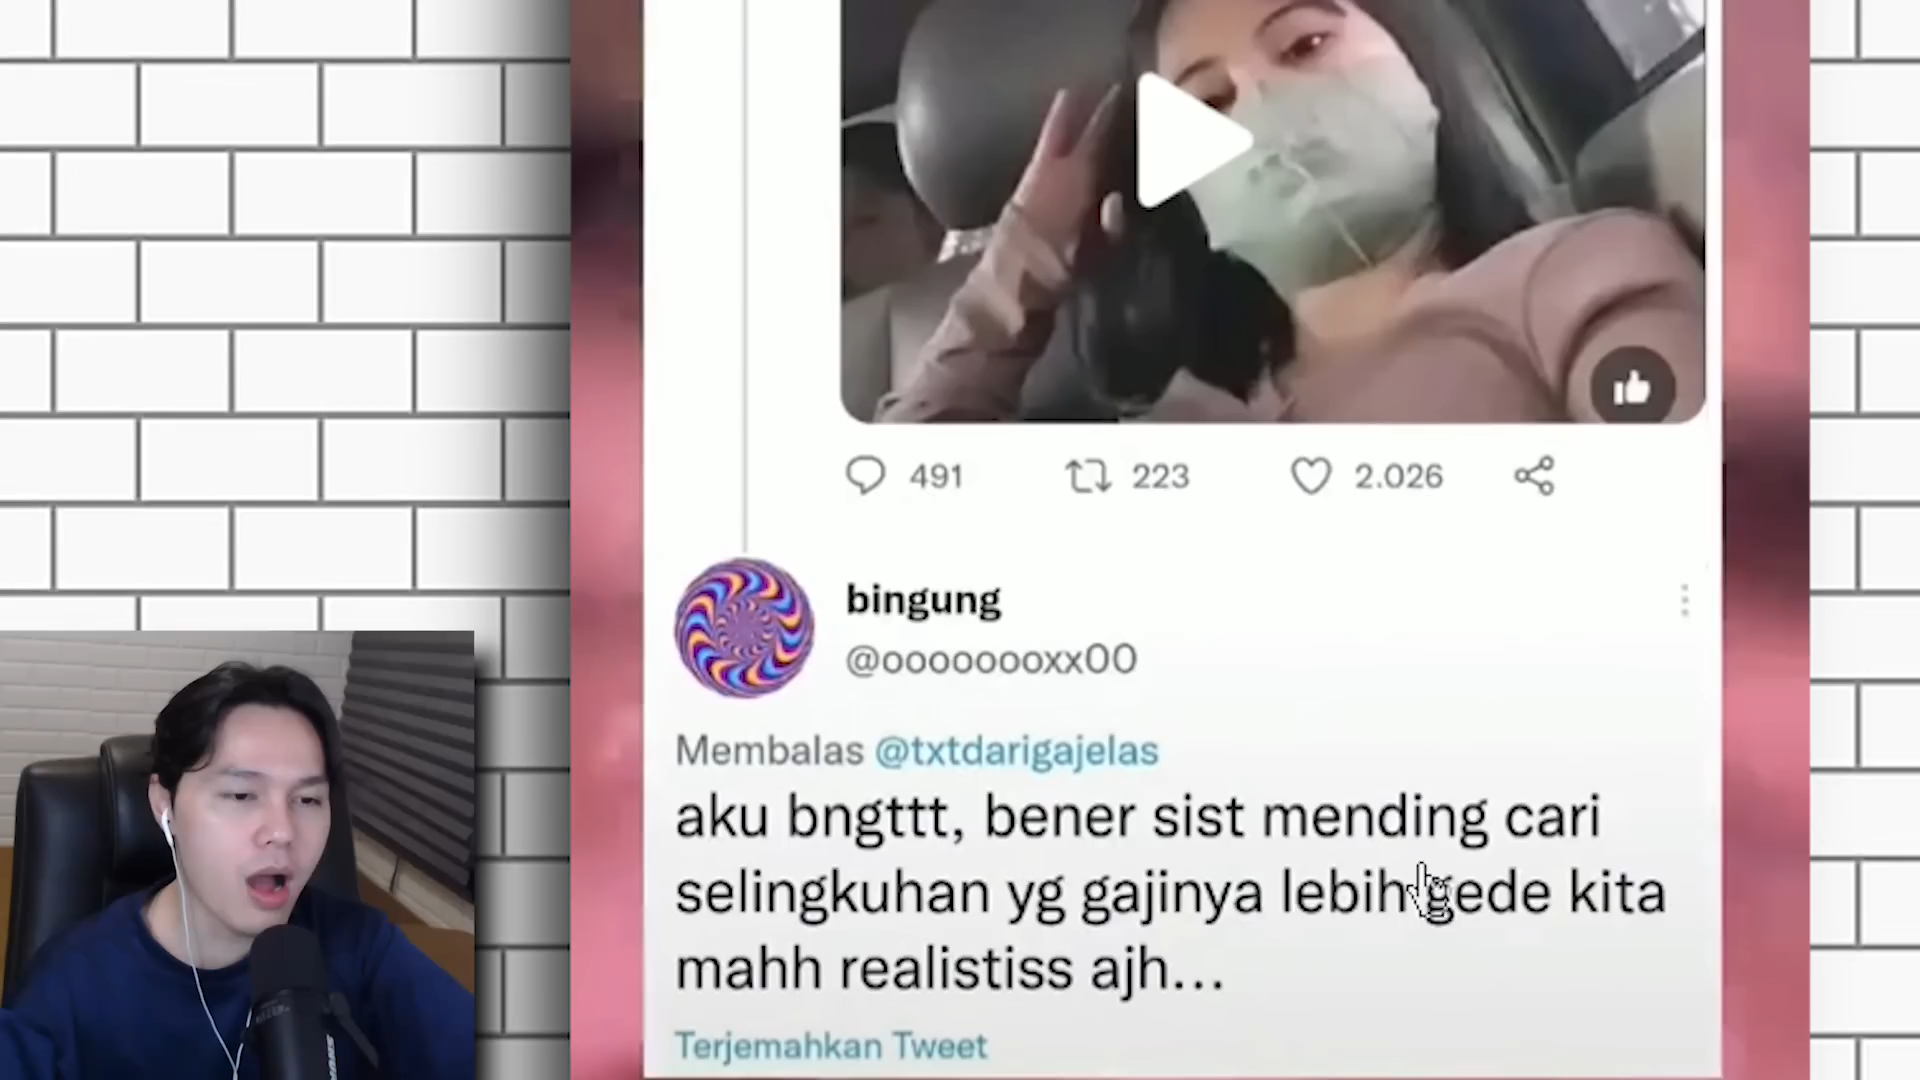 491 223 2.026
bingung
@oooooooxx00
Membalas @txtdarigajelas
aku bngttt, bener sist mending cari
selingkuhan yg gajinya lebih gede kita
mahh realistiss ajh...
Terjemahkan Tweet